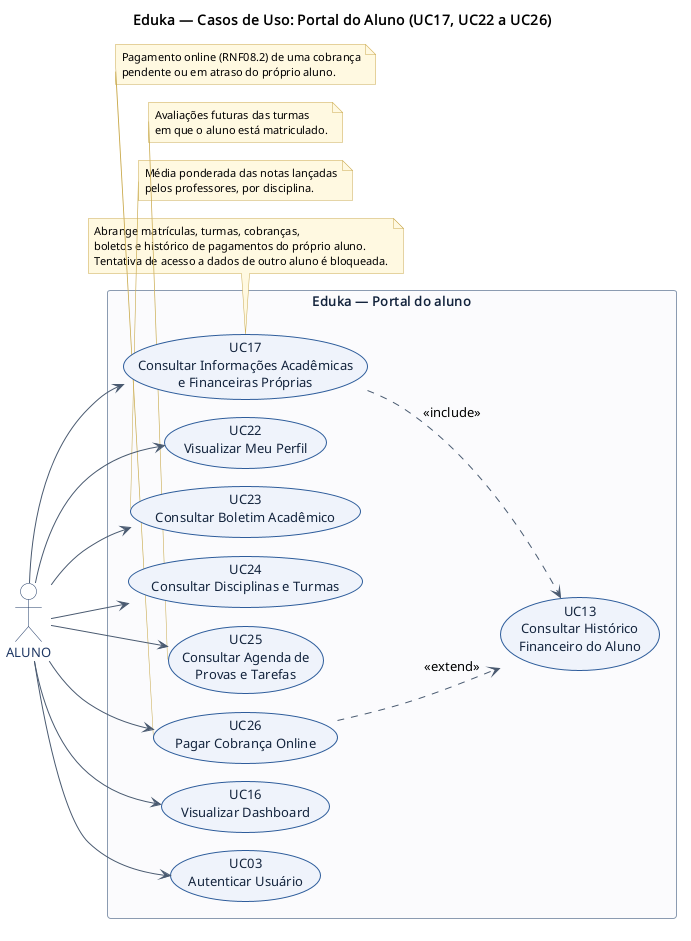 Eduka — Casos de Uso: Portal do Aluno (UC17, UC22 a UC26)
Pagamento online (RNF08.2) de uma cobrança
pendente ou em atraso do próprio aluno.
Avaliações futuras das turmas
em que o aluno está matriculado.
Média ponderada das notas lançadas
pelos professores, por disciplina.
Abrange matrículas, turmas, cobranças,
boletos e histórico de pagamentos do próprio aluno.
Tentativa de acesso a dados de outro aluno é bloqueada.
Eduka — Portal do aluno
UC17
Consultar Informações Acadêmicas
e Financeiras Próprias
«include»
UC22
Visualizar Meu Perfil
UC23
Consultar Boletim Acadêmico
UC24
Consultar Disciplinas e Turmas
UC13
Consultar Histórico
Financeiro do Aluno
ALUNO
UC25
Consultar Agenda de
Provas e Tarefas
«extend»
UC26
Pagar Cobrança Online
UC16
Visualizar Dashboard
UC03
Autenticar Usuário